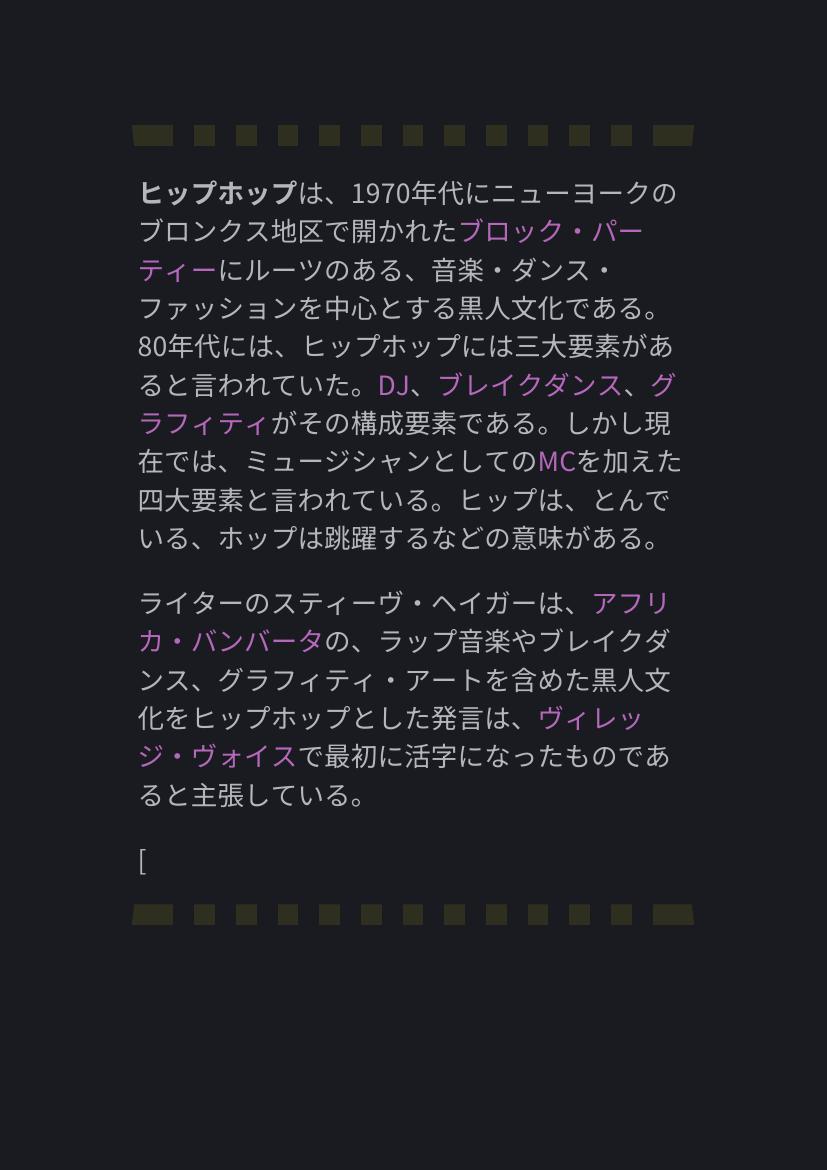 ヒップホップは、1970年代にニューヨークの
ブロンクス地区で開かれたブロック・パー
ティーにルーツのある、音楽・ダンス・
ファッションを中心とする黒人文化である。
80年代には、ヒップホップには三大要素があ
ると言われていた。DJ、ブレイクダンス、グ
ラフィティがその構成要素である。しかし現
在では、ミュージシャンとしてのMCを加えた
四大要素と言われている。ヒップは、とんで
いる、ホップは跳躍するなどの意味がある。
ライターのスティーヴ・ヘイガーは、アフリ
カ・バンバータの、ラップ音楽やブレイクダ
ンス、グラフィティ・アートを含めた黒人文
化をヒップホップとした発言は、ヴィレッ
ジ・ヴォイスで最初に活字になったものであ
ると主張している。
[